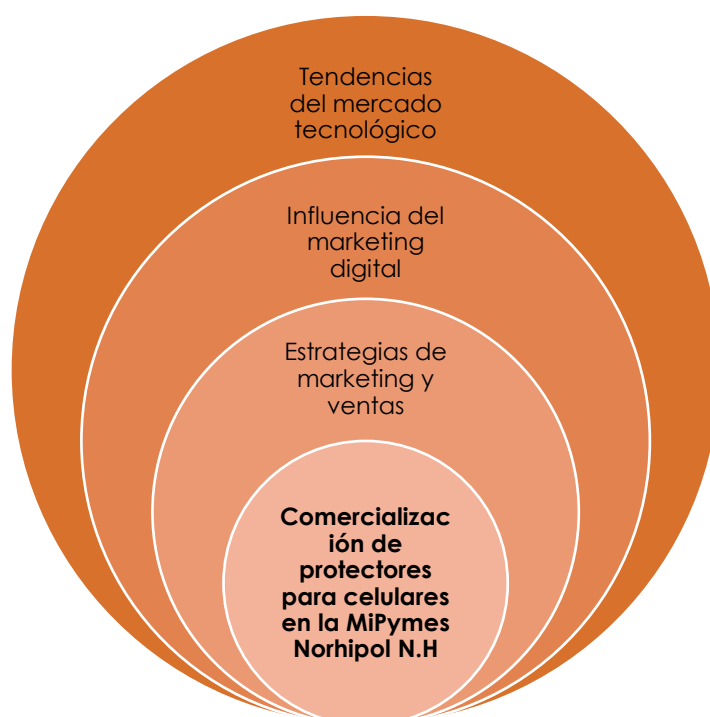 Tendencias
del mercado
tecnológico
Influencia del
marketing
digital
Estrategias de
marketing y
ventas
Comercializac
ión de
protectores
para celulares
en la MiPymes
Norhipol N.H